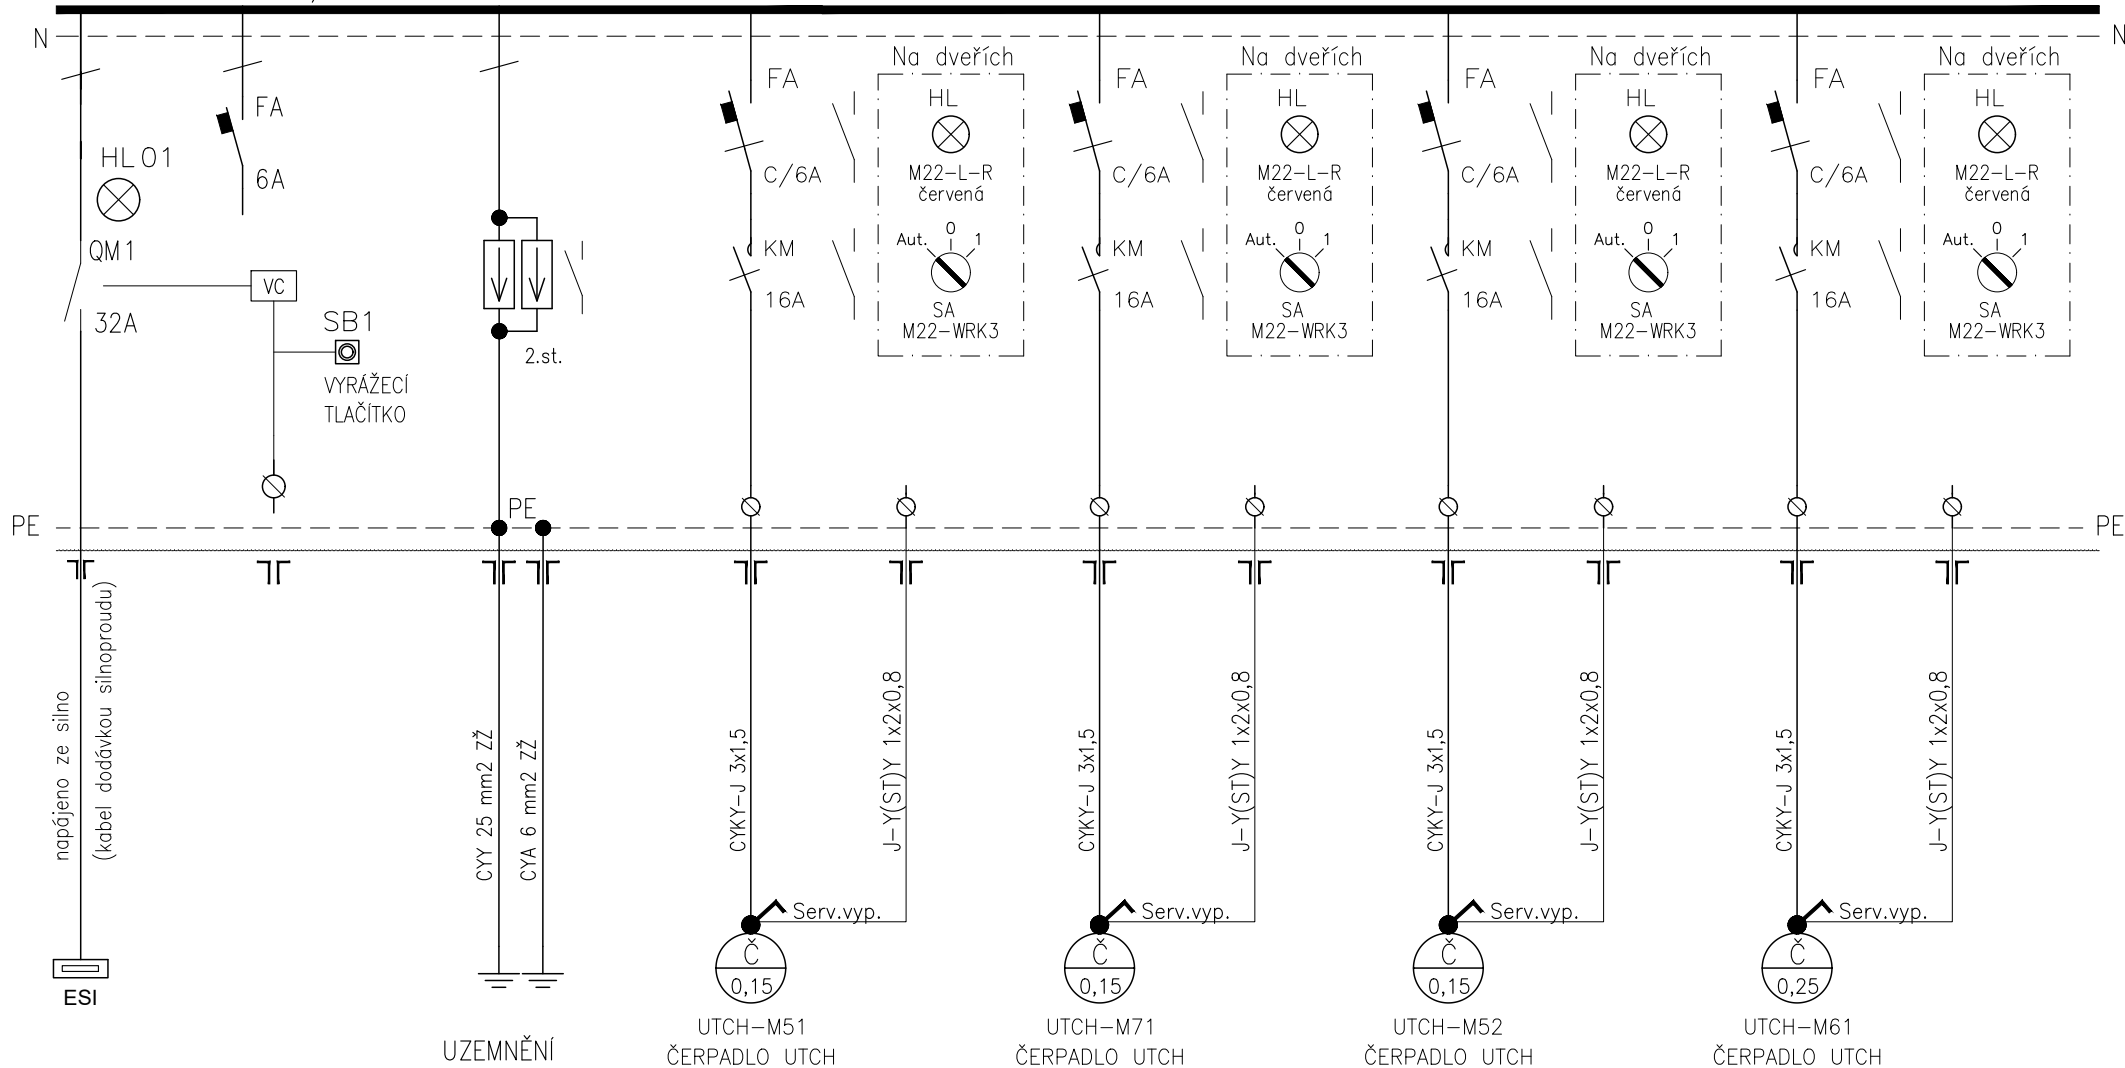 N
N
HL 01
QM1
32A
FA
6A
VC
SB1
VYRÁŽECÍ
TLAČÍTKO
2.st.
FA
C/6A
KM
16A
Na dveřích
HL
M22-L-R
červená
Aut. 0 1
SA
M22-WRK3
FA
C/6A
KM
16A
Na dveřích
HL
M22-L-R
červená
Aut. 0 1
SA
M22-WRK3
FA
C/6A
KM
16A
Na dveřích
HL
M22-L-R
červená
Aut. 0 1
SA
M22-WRK3
FA
C/6A
KM
16A
Na dveřích
HL
M22-L-R
červená
Aut. 0 1
SA
M22-WRK3
PE
PE
PE
napájeno ze silno
(kabel dodávkou silnoproudu)
ESI
CYY 25 mm2 ZŽ
CYA 6 mm2 ZŽ
UZEMNĚNÍ
CYKY-J 3x1,5
J-Y(ST)Y 1x2x0,8
Serv.vyp.
Č
0,15
UTCH-M51
ČERPADLO UTCH
CYKY-J 3x1,5
J-Y(ST)Y 1x2x0,8
Serv.vyp.
Č
0,15
UTCH-M71
ČERPADLO UTCH
CYKY-J 3x1,5
J-Y(ST)Y 1x2x0,8
Serv.vyp.
Č
0,15
UTCH-M52
ČERPADLO UTCH
CYKY-J 3x1,5
J-Y(ST)Y 1x2x0,8
Serv.vyp.
Č
0,25
UTCH-M61
ČERPADLO UTCH